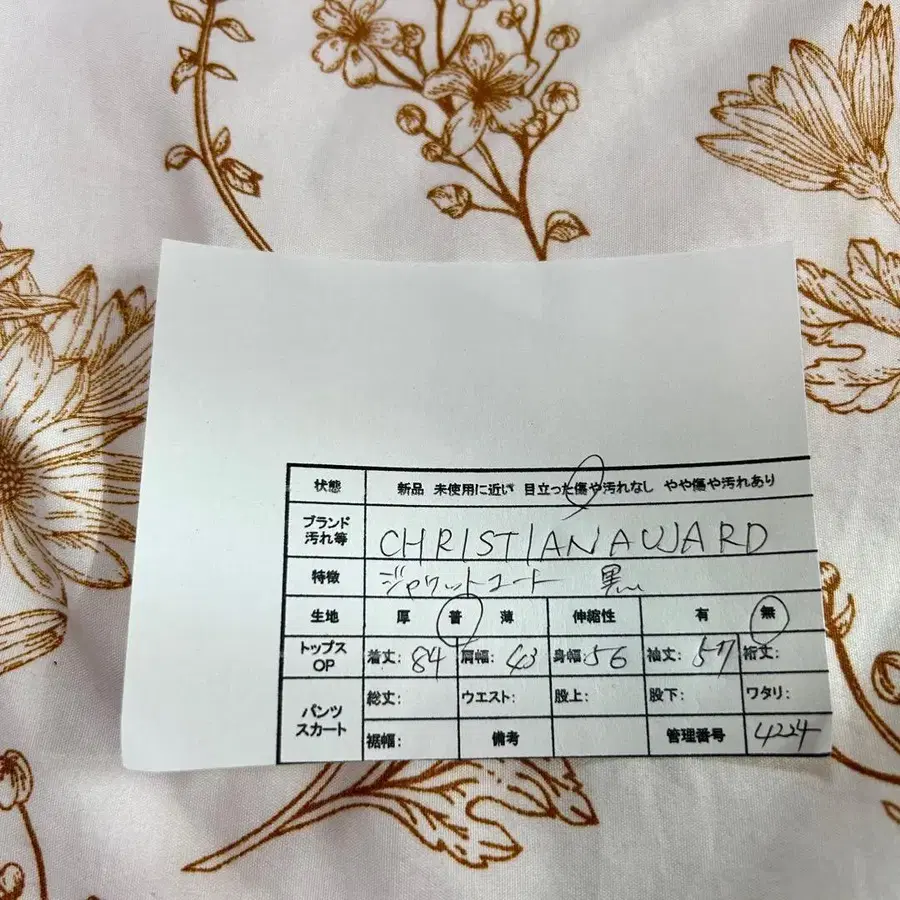 状態 新品 未使用に近い 目立った傷や汚れなし やや傷や汚れあり
ブランド
汚れ等 CHRISTIAN AUJARD
特徴 ジャケットコート 黒
生地 厚 普 薄 伸縮性 有 無
トップス
OP 着丈: 84 肩幅: 43 身幅: 56 袖丈: 57 裄丈:
パンツ
スカート 総丈: ウエスト: 股上: 股下: ワタリ:
裾幅: 備考 管理番号 4224